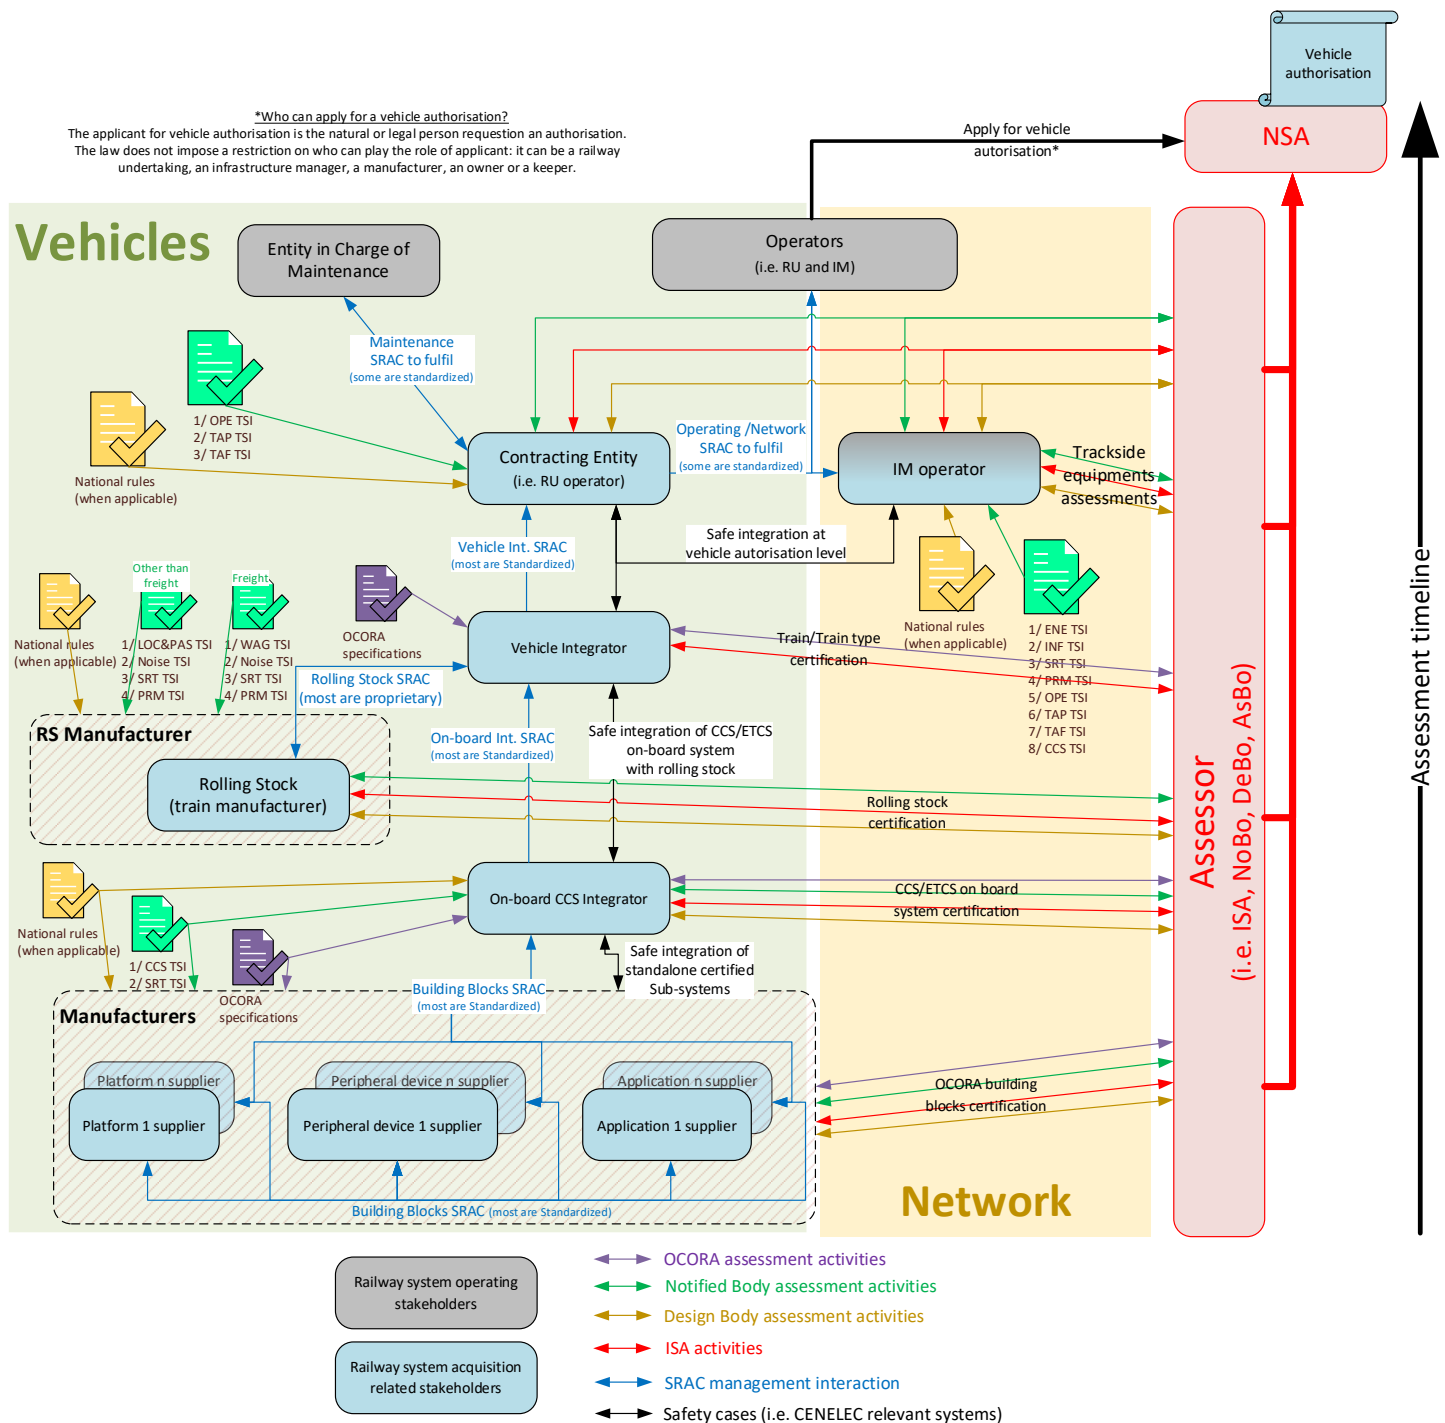 Vehicle
authorisation
*Who can apply for a vehicle authorisation?
The applicant for vehicle authorisation is the natural or legal person requestion an authorisation.
The law does not impose a restriction on who can play the role of applicant: it can be a railway
undertaking, an infrastructure manager, a manufacturer, an owner or a keeper.
Apply for vehicle
autorisation*
NSA
Vehicles
Entity in Charge of
Maintenance
Operators
(i.e. RU and IM)
Maintenance
SRAC to fulfil
(some are standardized)
1/ OPE TSI
2/ TAP TSI
3/ TAF TSI
National rules
(when applicable)
Contracting Entity
(i.e. RU operator)
Operating /Network
SRAC to fulfil
(some are standardized)
IM operator
Trackside
equipments
assessments
Safe integration at
vehicle autorisation level
Vehicle Int. SRAC
(most are Standardized)
National rules
(when applicable)
1/ ENE TSI
2/ INF TSI
3/ SRT TSI
4/ PRM TSI
5/ OPE TSI
6/ TAP TSI
7/ TAF TSI
8/ CCS TSI
Other than
freight
Freight
National rules
(when applicable)
1/ LOC&PAS TSI
2/ Noise TSI
3/ SRT TSI
4/ PRM TSI
1/ WAG TSI
2/ Noise TSI
3/ SRT TSI
4/ PRM TSI
OCORA
specifications
Vehicle Integrator
Train/Train type
certification
Rolling Stock SRAC
(most are proprietary)
RS Manufacturer
Rolling Stock
(train manufacturer)
On-board Int. SRAC
(most are Standardized)
Safe integration of CCS/ETCS
on-board system
with rolling stock
Rolling stock
certification
Assessor
(i.e. ISA, NoBo, DeBo, AsBo)
Assessment timeline
National rules
(when applicable)
1/ CCS TSI
2/ SRT TSI
OCORA
specifications
On-board CCS Integrator
CCS/ETCS on board
system certification
Safe integration of
standalone certified
Sub-systems
Building Blocks SRAC
(most are Standardized)
Manufacturers
Platform n supplier
Platform 1 supplier
Peripheral device n supplier
Peripheral device 1 supplier
Application n supplier
Application 1 supplier
Building Blocks SRAC (most are Standardized)
OCORA building
blocks certification
Network
Railway system operating
stakeholders
Railway system acquisition
related stakeholders
OCORA assessment activities
Notified Body assessment activities
Design Body assessment activities
ISA activities
SRAC management interaction
Safety cases (i.e. CENELEC relevant systems)